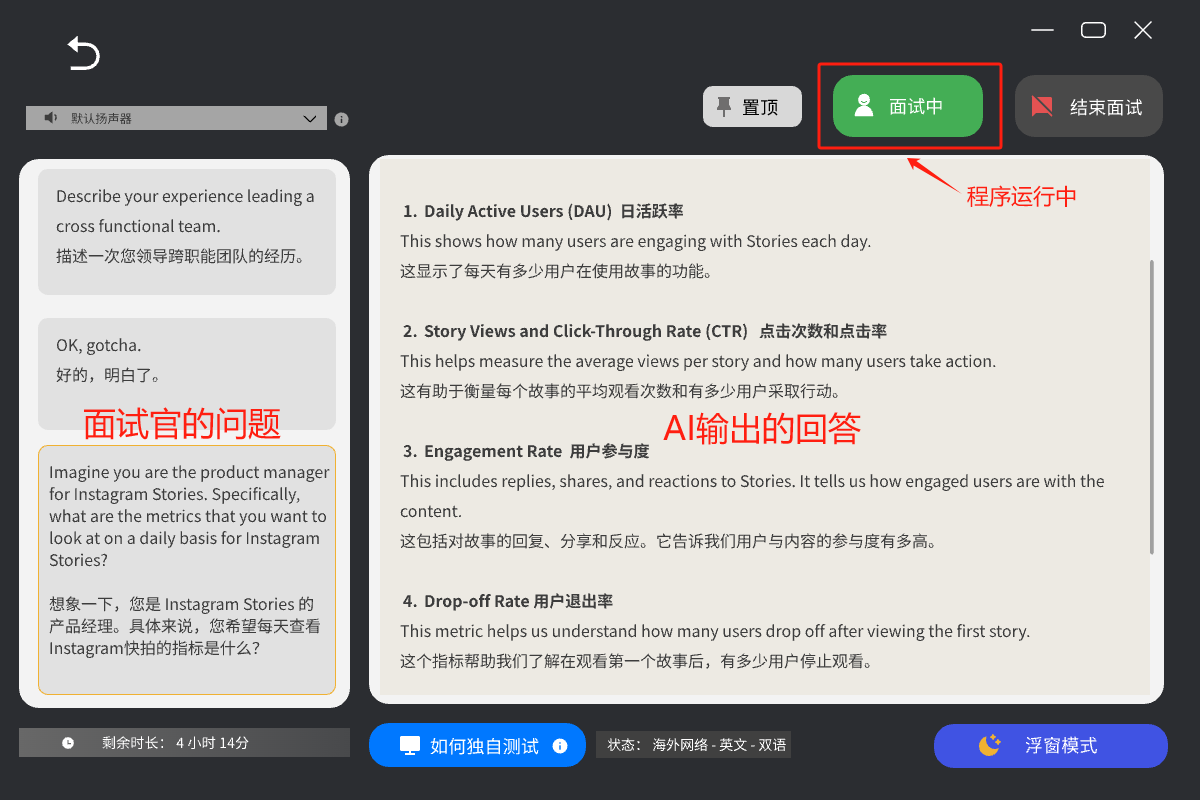 置顶
面试中
结束面试
默认扬声器
程序运行中
Describe your experience leading a
cross functional team.
描述一次您领导跨职能团队的经历。
OK, gotcha.
好的，明白了。
面试官的问题
Imagine you are the product manager
for Instagram Stories. Specifically,
what are the metrics that you want to
look at on a daily basis for Instagram
Stories?
想象一下，您是 Instagram Stories 的
产品经理。具体来说，您希望每天查看
Instagram快拍的指标是什么?
1. Daily Active Users (DAU) 日活跃率
This shows how many users are engaging with Stories each day.
这显示了每天有多少用户在使用故事的功能。
2. Story Views and Click-Through Rate (CTR) 点击次数和点击率
This helps measure the average views per story and how many users take action.
这有助于衡量每个故事的平均观看次数和有多少用户采取行动。
AI输出的回答
3. Engagement Rate 用户参与度
This includes replies, shares, and reactions to Stories. It tells us how engaged users are with the
content.
这包括对故事的回复、分享和反应。它告诉我们用户与内容的参与度有多高。
4. Drop-off Rate 用户退出率
This metric helps us understand how many users drop off after viewing the first story.
这个指标帮助我们了解在观看第一个故事后，有多少用户停止观看。
剩余时长： 4 小时 14分
如何独自测试
状态： 海外网络 - 英文 - 双语
浮窗模式